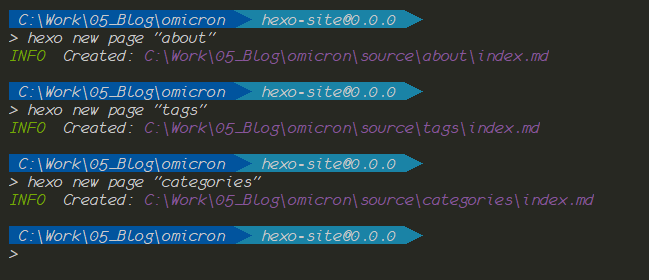 C:\Work\05_Blog\omicron hexo-site@0.0.0
> hexo new page "about"
INFO  Created: C:\Work\05_Blog\omicron\source\about\index.md
C:\Work\05_Blog\omicron hexo-site@0.0.0
> hexo new page "tags"
INFO  Created: C:\Work\05_Blog\omicron\source\tags\index.md
C:\Work\05_Blog\omicron hexo-site@0.0.0
> hexo new page "categories"
INFO  Created: C:\Work\05_Blog\omicron\source\categories\index.md
C:\Work\05_Blog\omicron hexo-site@0.0.0
>